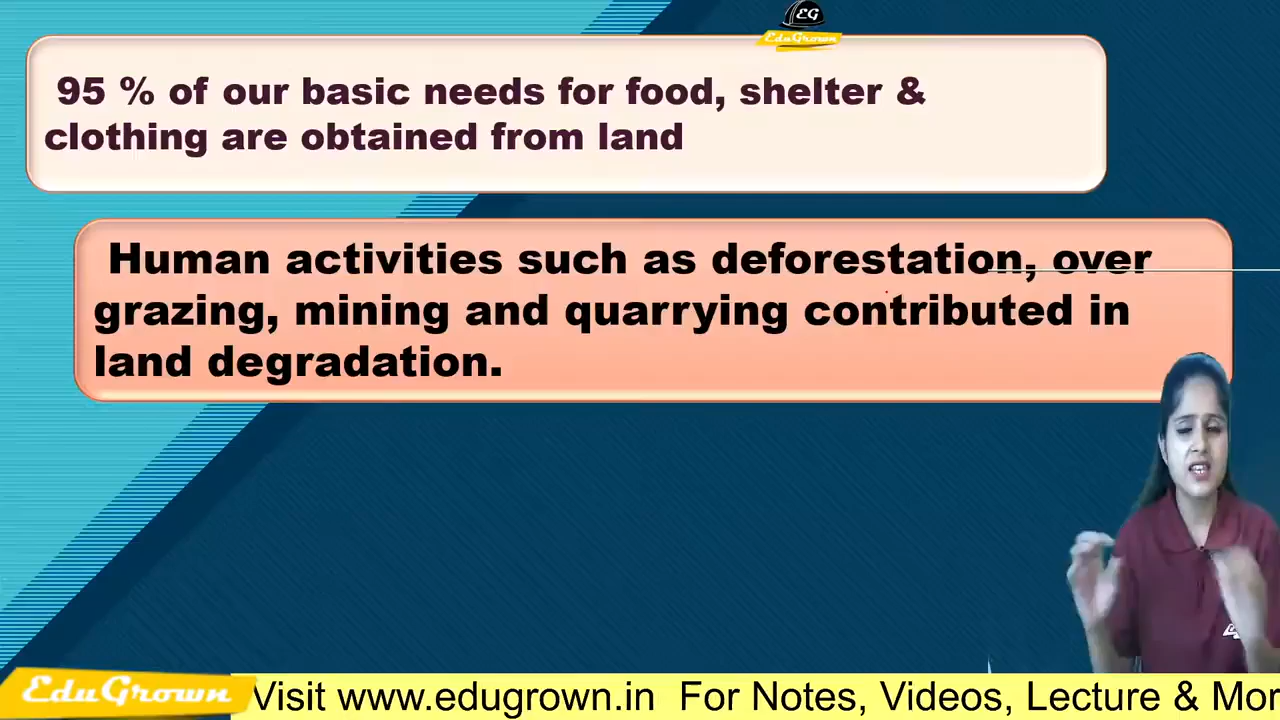 EG
EduGrown
95 % of our basic needs for food, shelter &
clothing are obtained from land
Human activities such as deforestation, over
grazing, mining and quarrying contributed in
land degradation.
EduGrown
Visit www.edugrown.in For Notes, Videos, Lecture & Mor